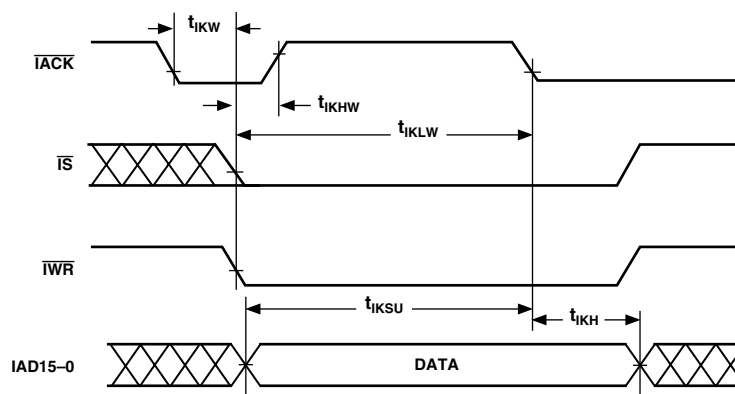 tIKW
IACK
tIKHW
tIKLW
IS
IWR
tIKSU
tIKH
IAD15–0
DATA